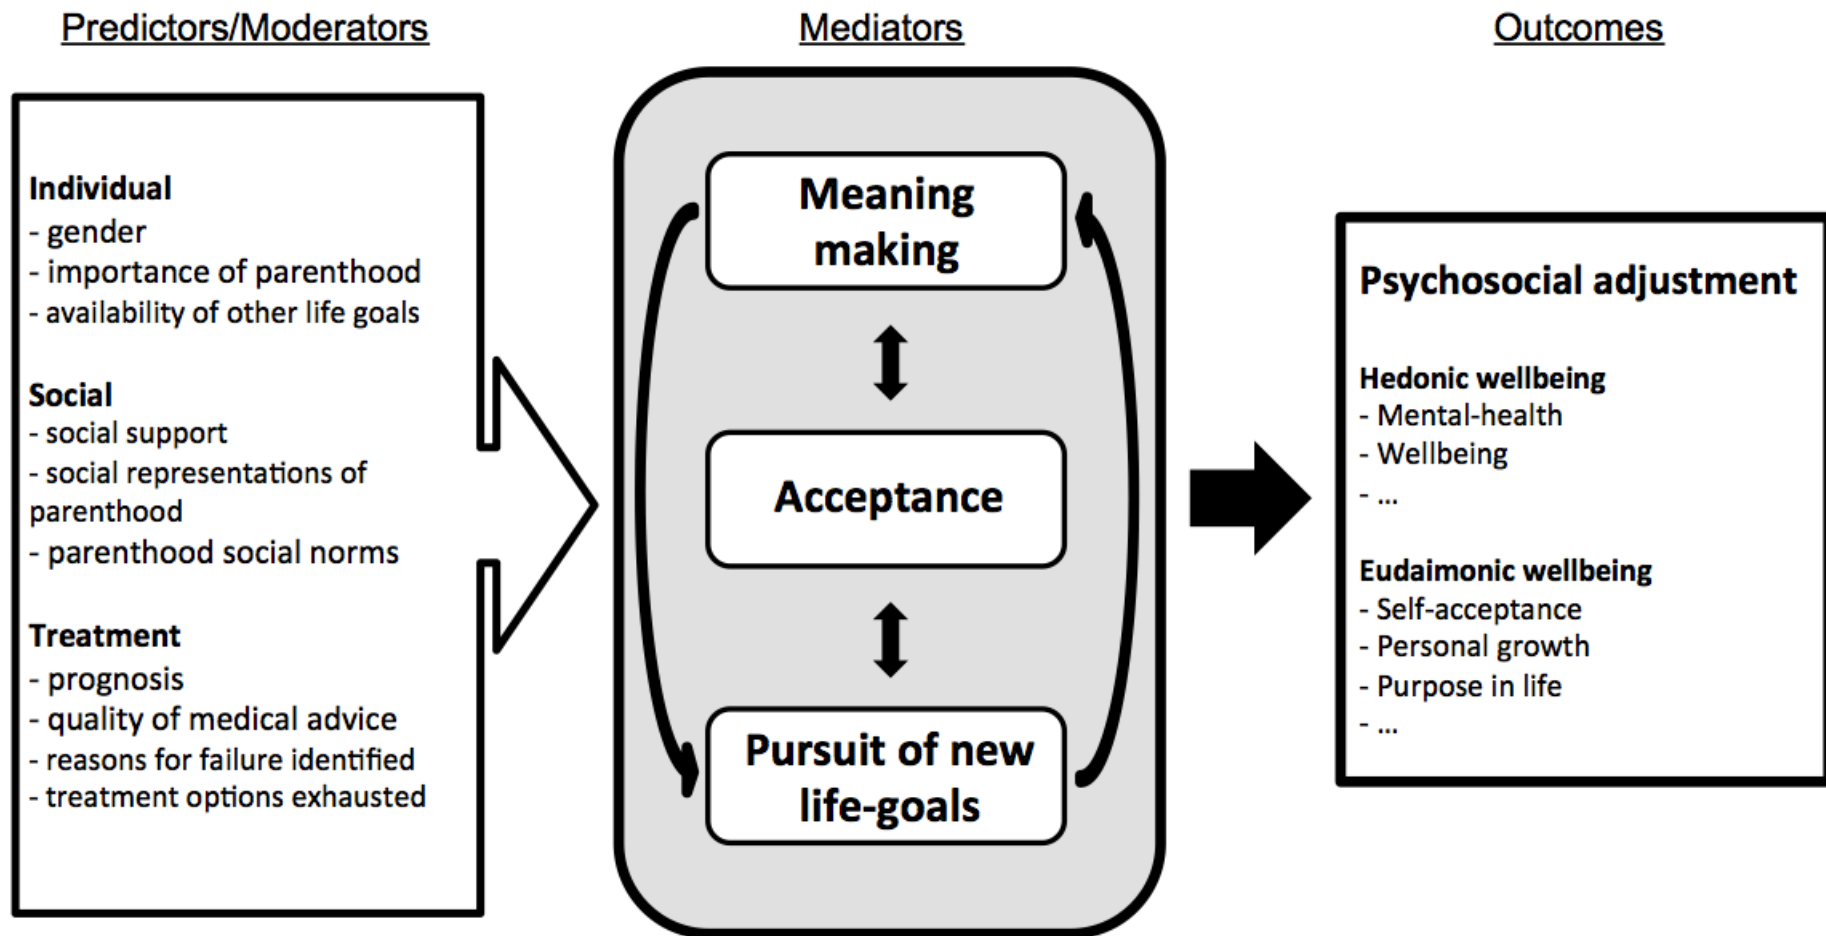 Predictors/Moderators
Mediators
Outcomes
Individual
- gender
- importance of parenthood
- availability of other life goals
Social
- social support
- social representations of
parenthood
- parenthood social norms
Treatment
- prognosis
- quality of medical advice
- reasons for failure identified
- treatment options exhausted
Meaning
making
Acceptance
Pursuit of new
life-goals
Psychosocial adjustment
Hedonic wellbeing
- Mental-health
- Wellbeing
- ...
Eudaimonic wellbeing
- Self-acceptance
- Personal growth
- Purpose in life
- ...